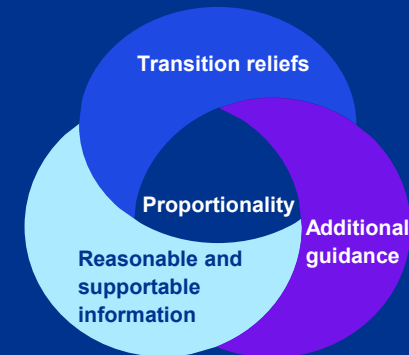 Transition reliefs
Proportionality
Additional
guidance
Reasonable and
supportable
information